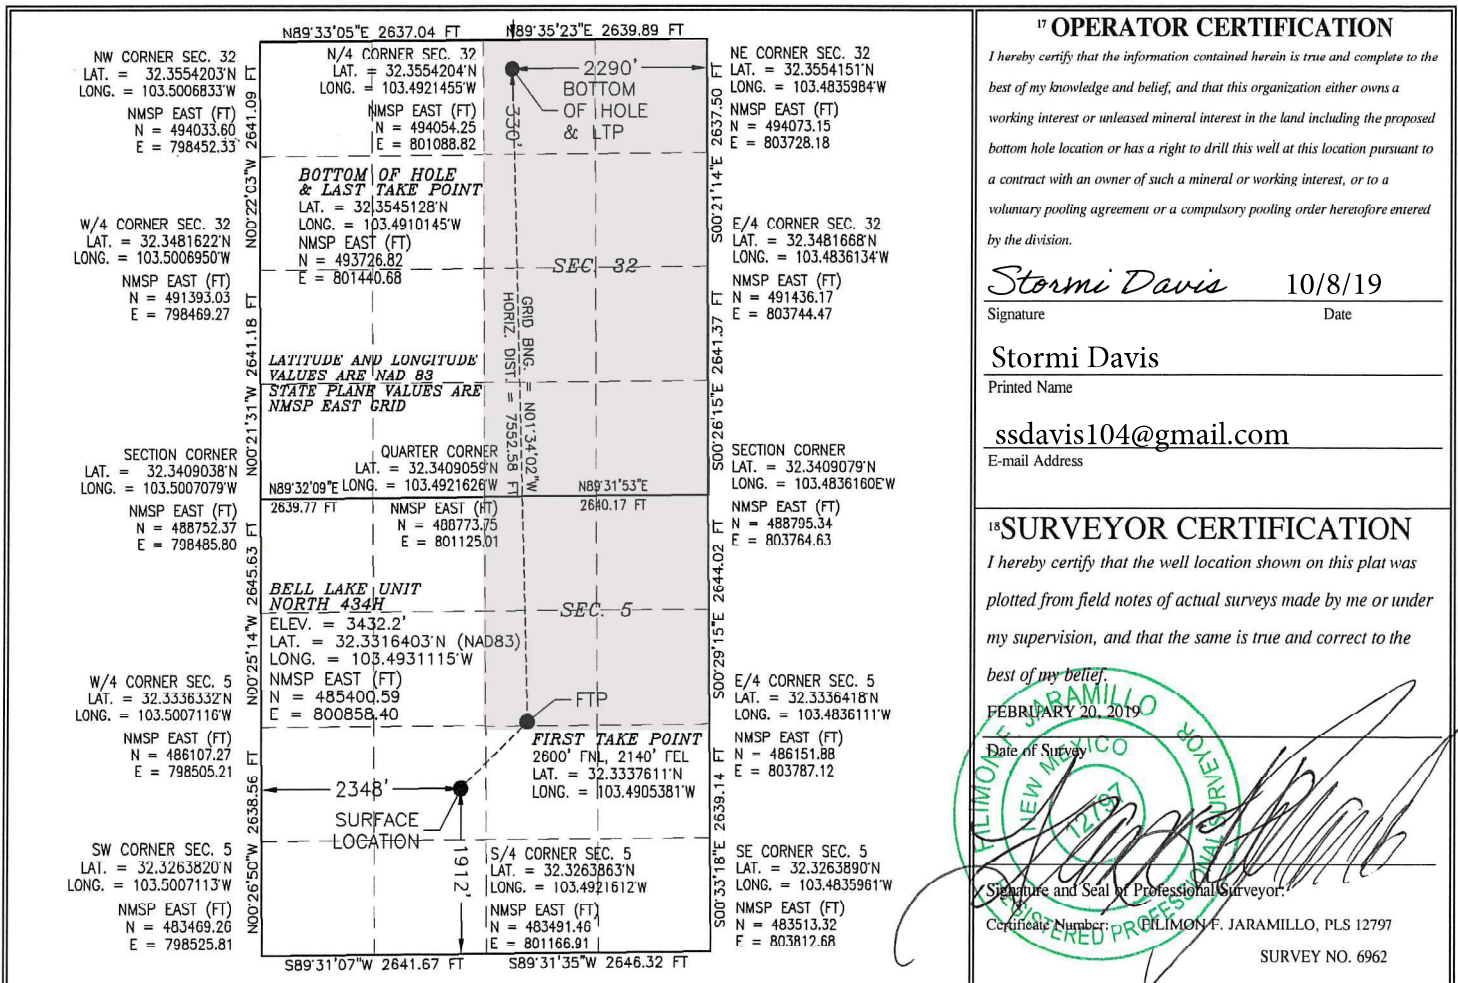 N89°33'05"E 2637.04 FT
N89°35'23"E 2639.89 FT
NW CORNER SEC. 32
LAT. = 32.3554203°N
LONG. = 103.5006833°W
NMSP EAST (FT)
N = 494033.60
E = 798452.33
N/4 CORNER SEC. 32
LAT. = 32.3554204°N
LONG. = 103.4921455°W
NMSP EAST (FT)
N = 494054.25
E = 801088.82
2290'
BOTTOM
OF HOLE
& LTP
330'
NE CORNER SEC. 32
LAT. = 32.3554151°N
LONG. = 103.4835984°W
NMSP EAST (FT)
N = 494073.15
E = 803728.18
N00°22'03"W 2641.09 FT
S00°21'14"E 2637.50 FT
BOTTOM OF HOLE
& LAST TAKE POINT
LAT. = 32.3545128°N
LONG. = 103.4910145°W
NMSP EAST (FT)
N = 493726.82
E = 801440.68
W/4 CORNER SEC. 32
LAT. = 32.3481622°N
LONG. = 103.5006950°W
NMSP EAST (FT)
N = 491393.03
E = 798469.27
SEC. 32
E/4 CORNER SEC. 32
LAT. = 32.3481668°N
LONG. = 103.4836134°W
NMSP EAST (FT)
N = 491436.17
E = 803744.47
GRID BNG. = N01°34'02"W
HORIZ. DIST. = 7552.58 FT
N00°21'31"W 2641.18 FT
S00°26'15"E 2641.37 FT
LATITUDE AND LONGITUDE
VALUES ARE NAD 83
STATE PLANE VALUES ARE
NMSP EAST GRID
SECTION CORNER
LAT. = 32.3409038°N
LONG. = 103.5007079°W
NMSP EAST (FT)
N = 488752.37
E = 798485.80
QUARTER CORNER
LAT. = 32.3409059°N
LONG. = 103.4921626°W
NMSP EAST (FT)
N = 488773.75
E = 801125.01
N89°32'09"E
2639.77 FT
N89°31'53"E
2640.17 FT
SECTION CORNER
LAT. = 32.3409079°N
LONG. = 103.4836160E°W
NMSP EAST (FT)
N = 488795.34
E = 803764.63
N00°25'14"W 2645.63 FT
S00°29'15"E 2644.02 FT
BELL LAKE UNIT
NORTH 434H
ELEV. = 3432.2'
LAT. = 32.3316403°N (NAD83)
LONG. = 103.4931115°W
NMSP EAST (FT)
N = 485400.59
E = 800858.40
SEC. 5
W/4 CORNER SEC. 5
LAT. = 32.3336332°N
LONG. = 103.5007116°W
NMSP EAST (FT)
N = 486107.27
E = 798505.21
FTP
FIRST TAKE POINT
2600' FNL, 2140' FEL
LAT. = 32.3337611°N
LONG. = 103.4905381°W
E/4 CORNER SEC. 5
LAT. = 32.3336418°N
LONG. = 103.4836111°W
NMSP EAST (FT)
N = 486151.88
E = 803787.12
2348'
SURFACE
LOCATION
1912'
N00°26'50"W 2638.56 FT
S00°33'18"E 2639.14 FT
SW CORNER SEC. 5
LAT. = 32.3263820°N
LONG. = 103.5007113°W
NMSP EAST (FT)
N = 483469.26
E = 798525.81
S/4 CORNER SEC. 5
LAT. = 32.3263863°N
LONG. = 103.4921612°W
NMSP EAST (FT)
N = 483491.46
E = 801166.91
SE CORNER SEC. 5
LAT. = 32.3263890°N
LONG. = 103.4835961°W
NMSP EAST (FT)
N = 483513.32
E = 803812.68
S89°31'07"W 2641.67 FT
S89°31'35"W 2646.32 FT
17 OPERATOR CERTIFICATION
I hereby certify that the information contained herein is true and complete to the
best of my knowledge and belief, and that this organization either owns a
working interest or unleased mineral interest in the land including the proposed
bottom hole location or has a right to drill this well at this location pursuant to
a contract with an owner of such a mineral or working interest, or to a
voluntary pooling agreement or a compulsory pooling order heretofore entered
by the division.
Stormi Davis 10/8/19
Signature Date
Stormi Davis
Printed Name
ssdavis104@gmail.com
E-mail Address
18 SURVEYOR CERTIFICATION
I hereby certify that the well location shown on this plat was
plotted from field notes of actual surveys made by me or under
my supervision, and that the same is true and correct to the
best of my belief.
FEBRUARY 20, 2019
Date of Survey
FILIMON F. JARAMILLO
NEW MEXICO
12797
REGISTERED PROFESSIONAL SURVEYOR
Signature and Seal of Professional Surveyor:
Certificate Number: FILIMON F. JARAMILLO, PLS 12797
SURVEY NO. 6962